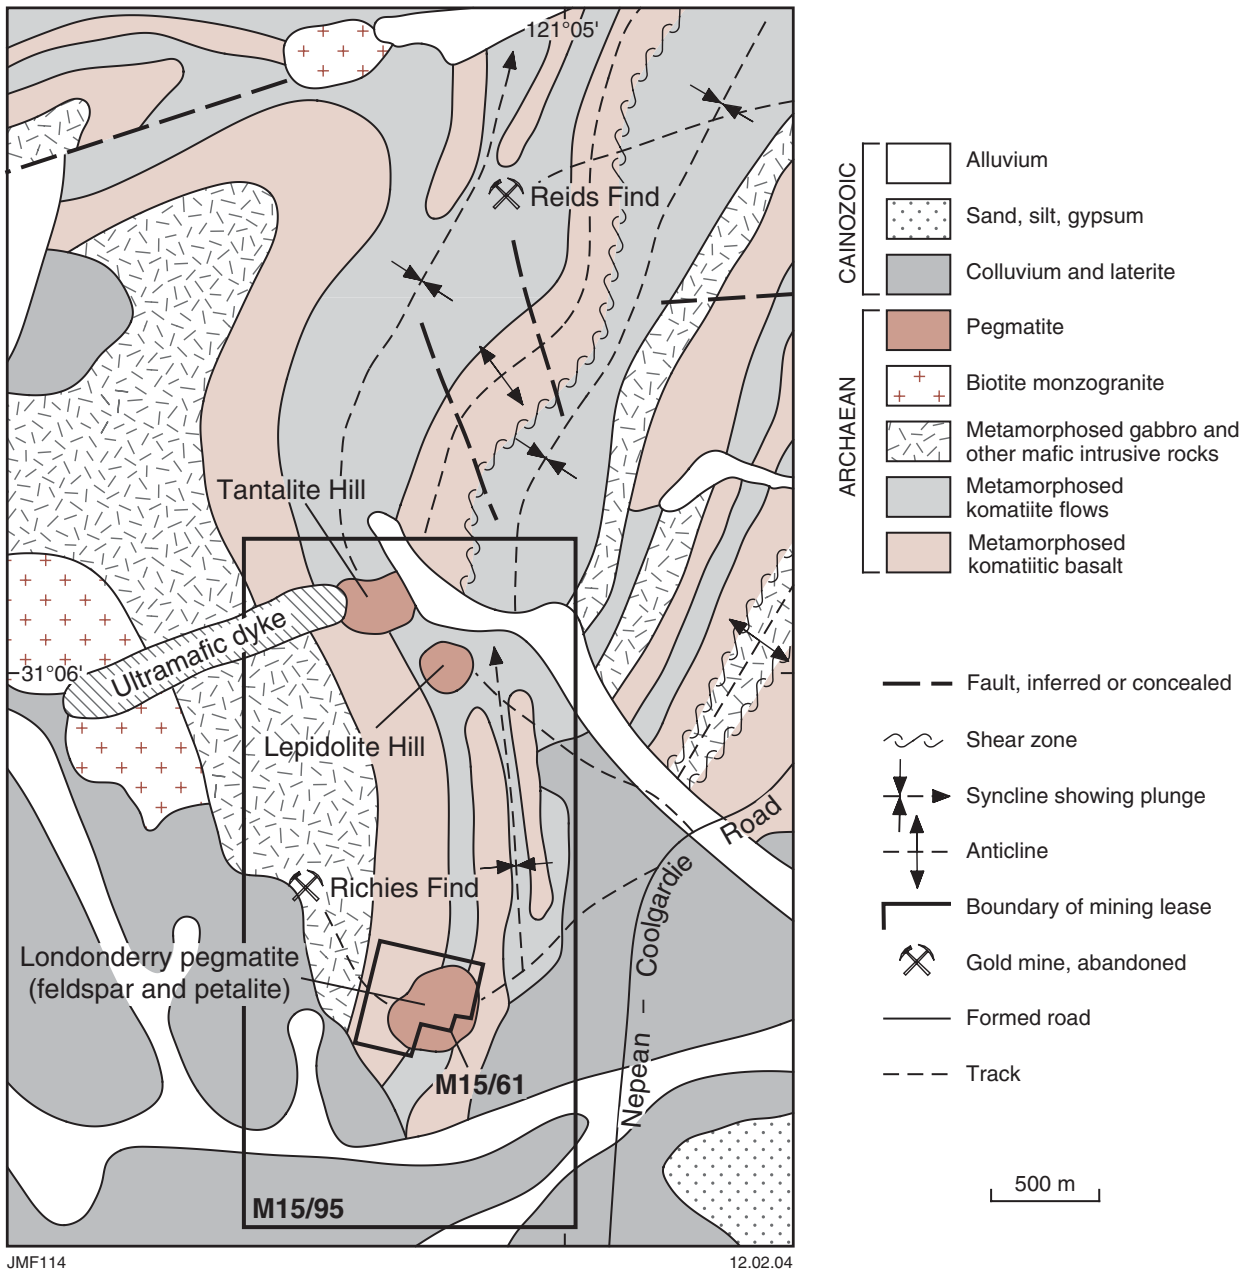 121°05'
Reids Find
Tantalite Hill
Ultramafic dyke
31°06'
Lepidolite Hill
Road
Richies Find
Nepean – Coolgardie
Londonderry pegmatite
(feldspar and petalite)
M15/61
M15/95
JMF114
12.02.04
CAINOZOIC
Alluvium
Sand, silt, gypsum
Colluvium and laterite
ARCHAEAN
Pegmatite
Biotite monzogranite
Metamorphosed gabbro and
other mafic intrusive rocks
Metamorphosed
komatiite flows
Metamorphosed
komatiitic basalt
Fault, inferred or concealed
Shear zone
Syncline showing plunge
Anticline
Boundary of mining lease
Gold mine, abandoned
Formed road
Track
500 m